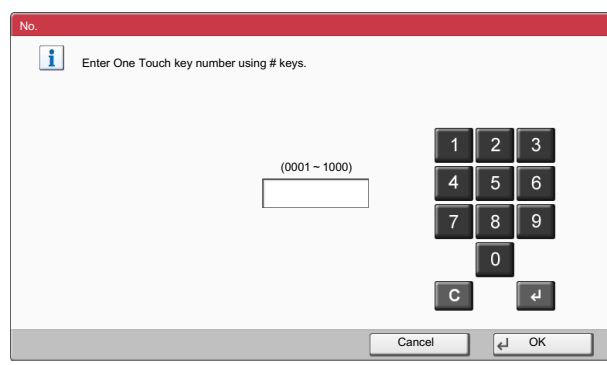 No.
Enter One Touch key number using # keys.
(0001 ~ 1000)
1 2 3
4 5 6
7 8 9
0
C
Cancel
OK